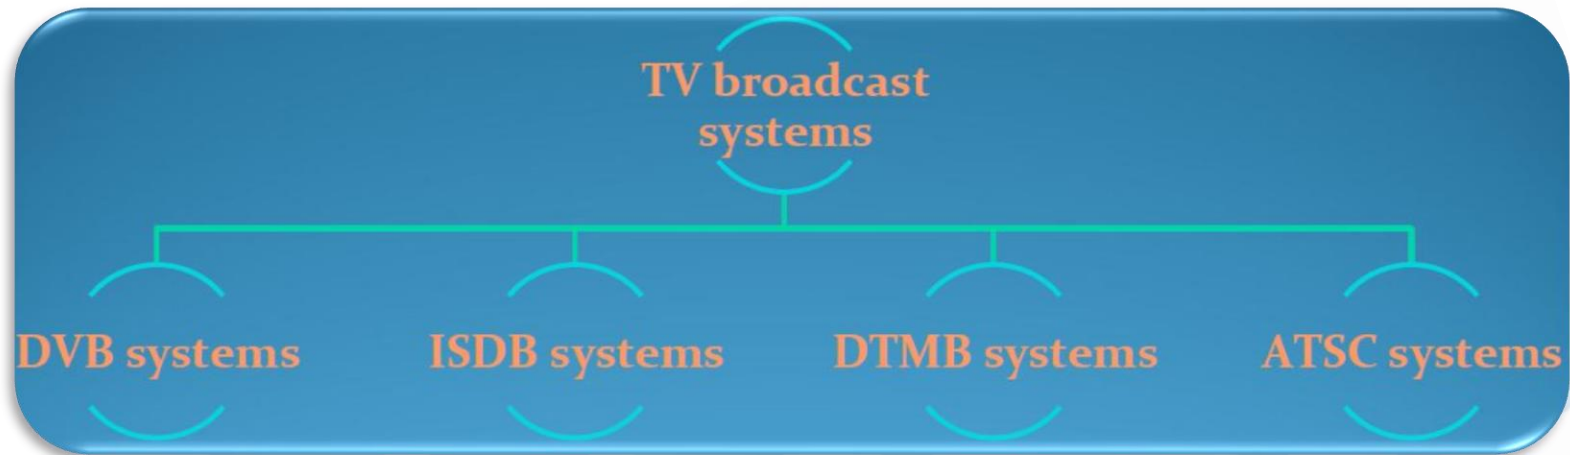 TV broadcast
systems
DVB systems
ISDB systems
DTMB systems
ATSC systems